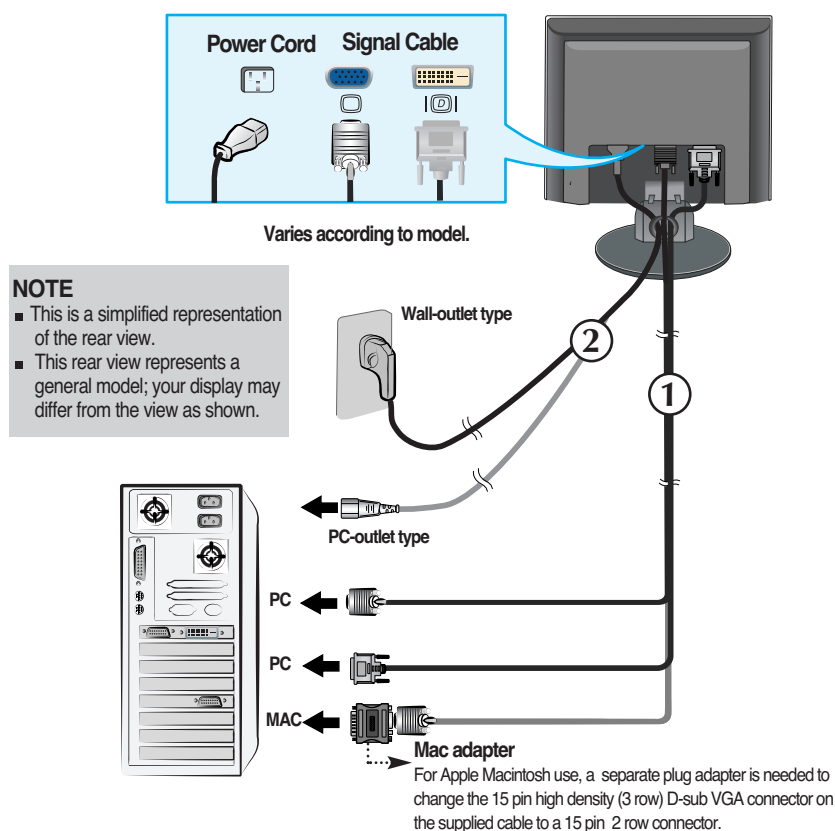 Power Cord Signal Cable
D
Varies according to model.
NOTE
■ This is a simplified representation
of the rear view.
■ This rear view represents a
general model; your display may
differ from the view as shown.
Wall-outlet type
2
1
PC-outlet type
PC
PC
MAC
Mac adapter
For Apple Macintosh use, a separate plug adapter is needed to
change the 15 pin high density (3 row) D-sub VGA connector on
the supplied cable to a 15 pin 2 row connector.